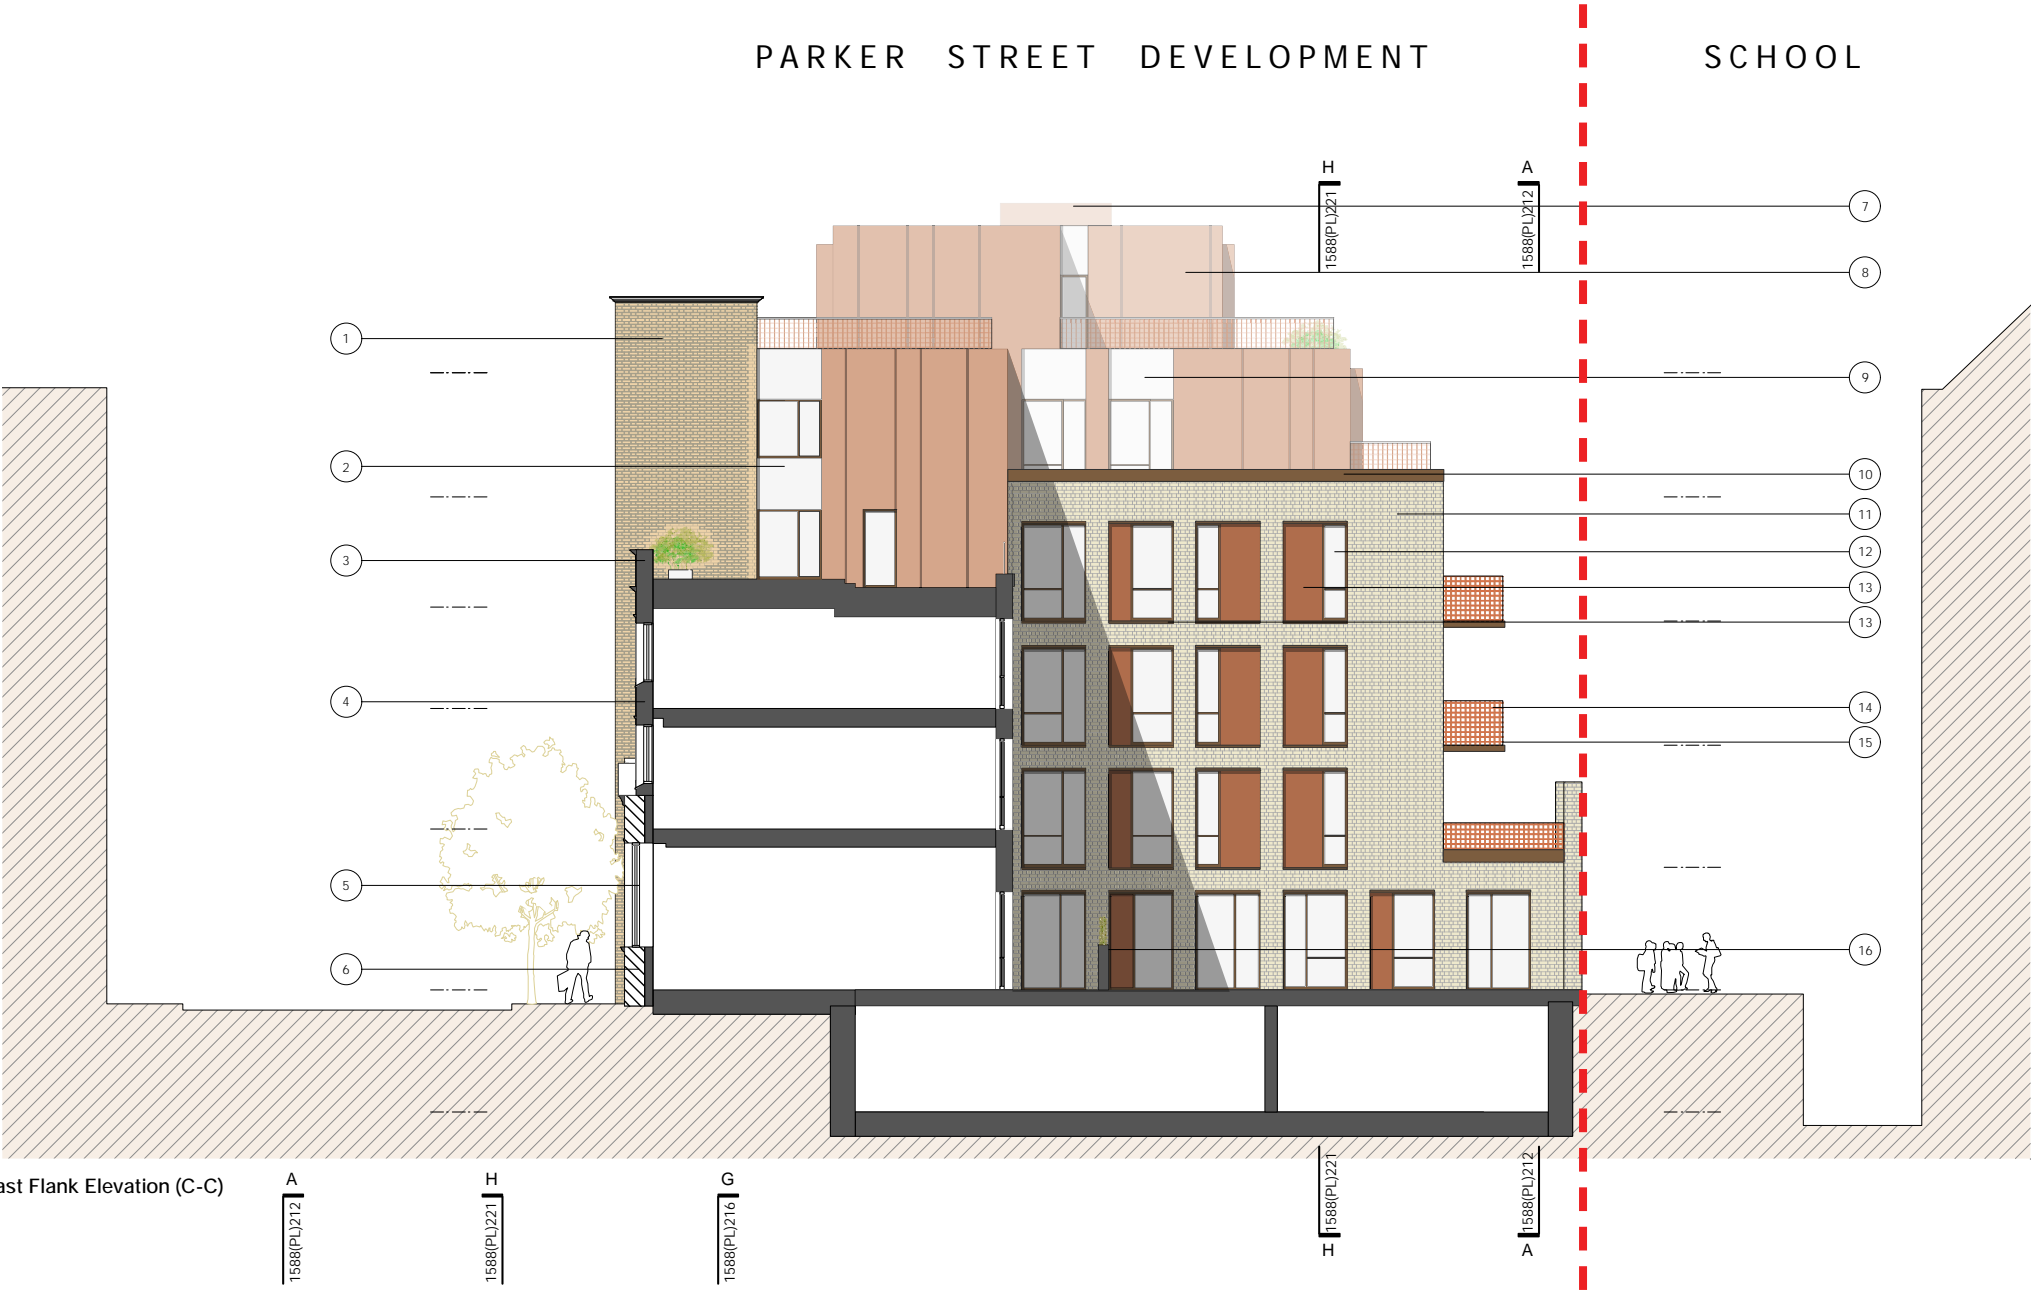 PARKER STREET DEVELOPMENT
SCHOOL
H
A
1588(PL)221
1588(PL)212
7
8
1
9
2
10
11
12
3
13
13
4
14
15
5
16
6
ast Flank Elevation (C-C)
A
H
G
1588(PL)212
1588(PL)221
1588(PL)216
1588(PL)221
1588(PL)212
H
A